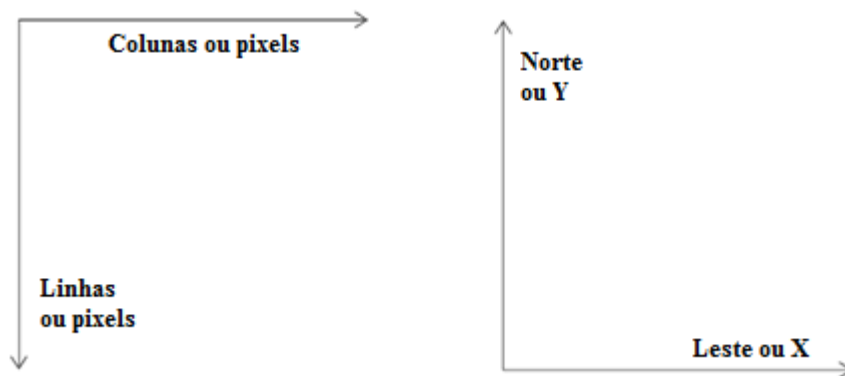 Colunas ou pixels
Linhas
ou pixels
Norte
ou Y
Leste ou X